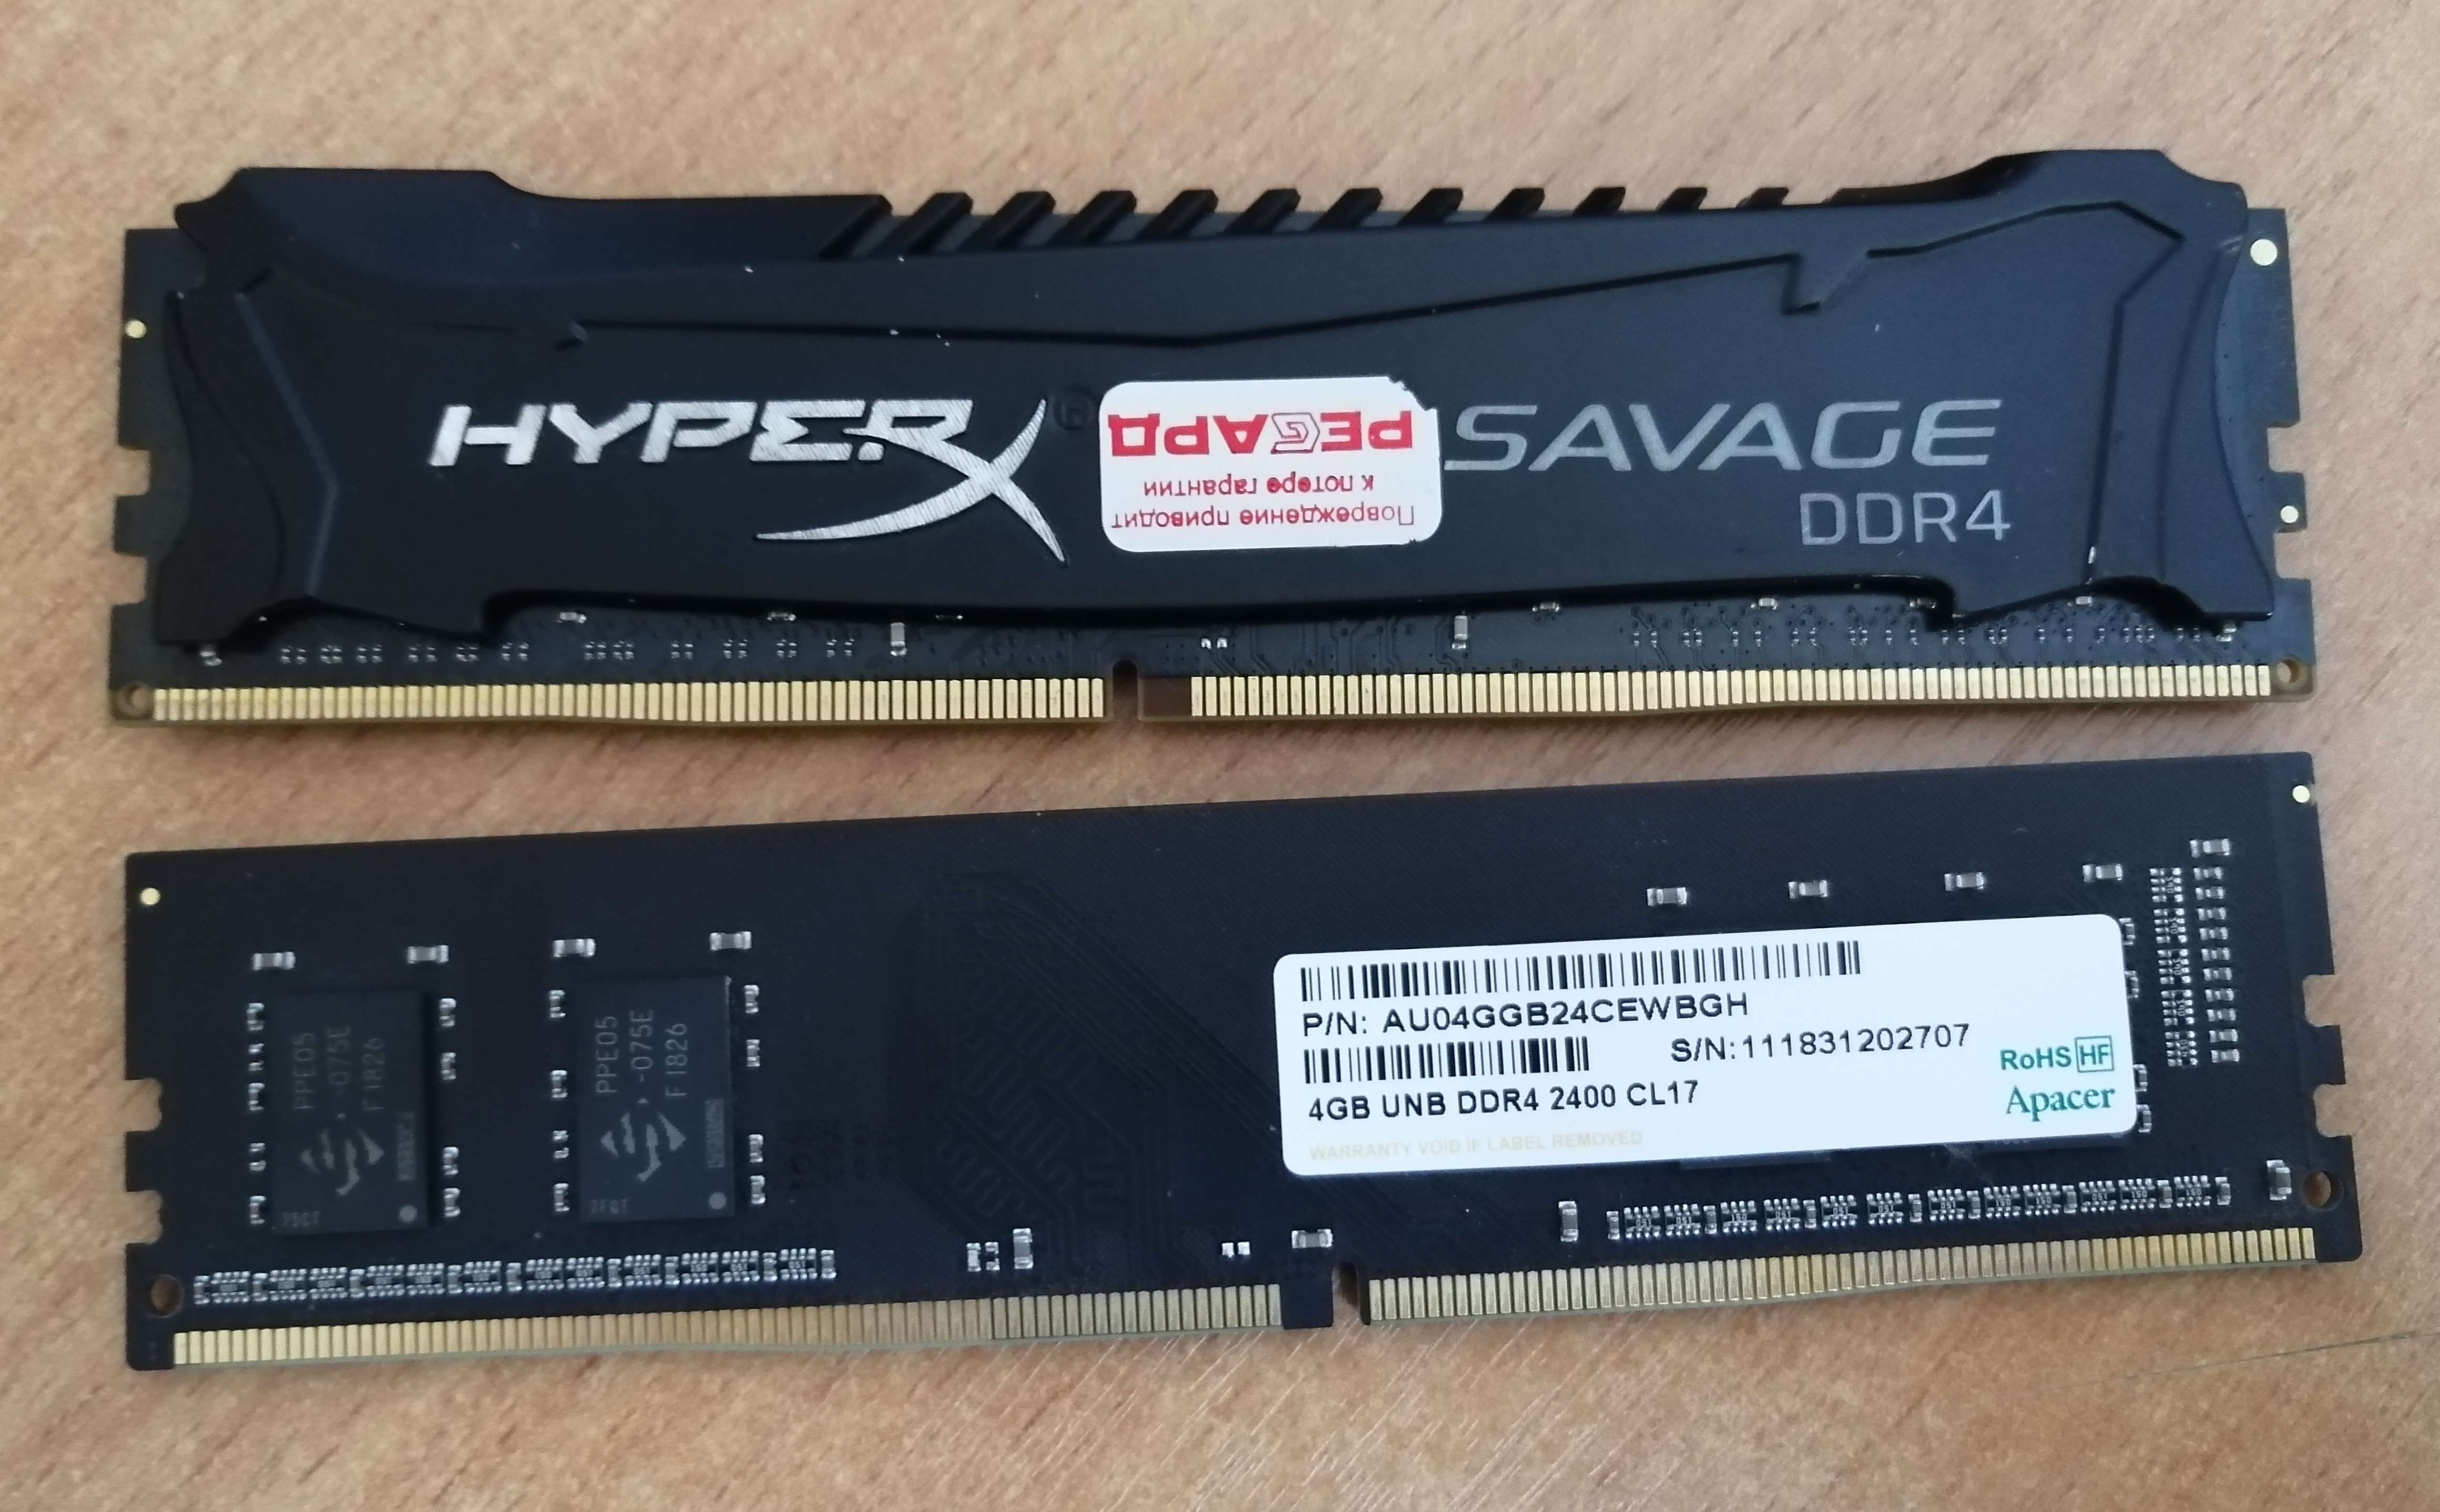 HYPERX
SAVAGE
DDR4
РЕГАРД
Повреждение приводит
к потере гарантии
P/N: AU04GGB24CEWBGH
S/N:111831202707
4GB UNB DDR4 2400 CL17
RoHS HF
Apacer
WARRANTY VOID IF LABEL REMOVED
PPE05
-075E
F1826
PPE05
-075E
F1826